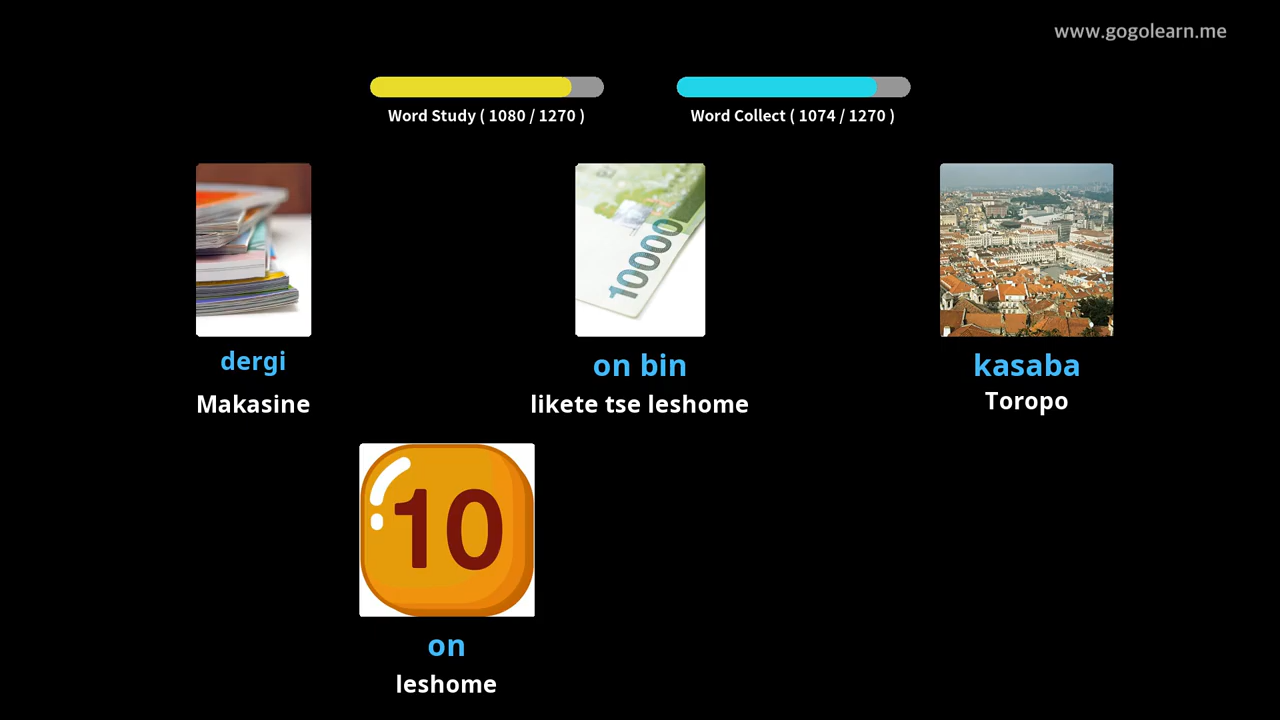 www.gogolearn.me
Word Study ( 1080 / 1270 )
Word Collect ( 1074 / 1270 )
10000
dergi
on bin
kasaba
Makasine
likete tse leshome
Toropo
10
on
leshome